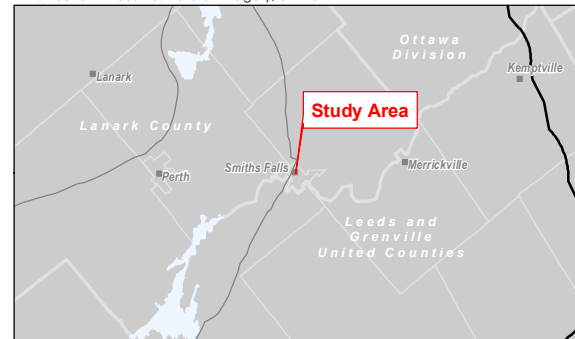 Ottawa
Division
Kemptville
Lanark
Study Area
Lanark County
Smiths Falls
Merrickville
Perth
Leeds and
Grenville
United Counties